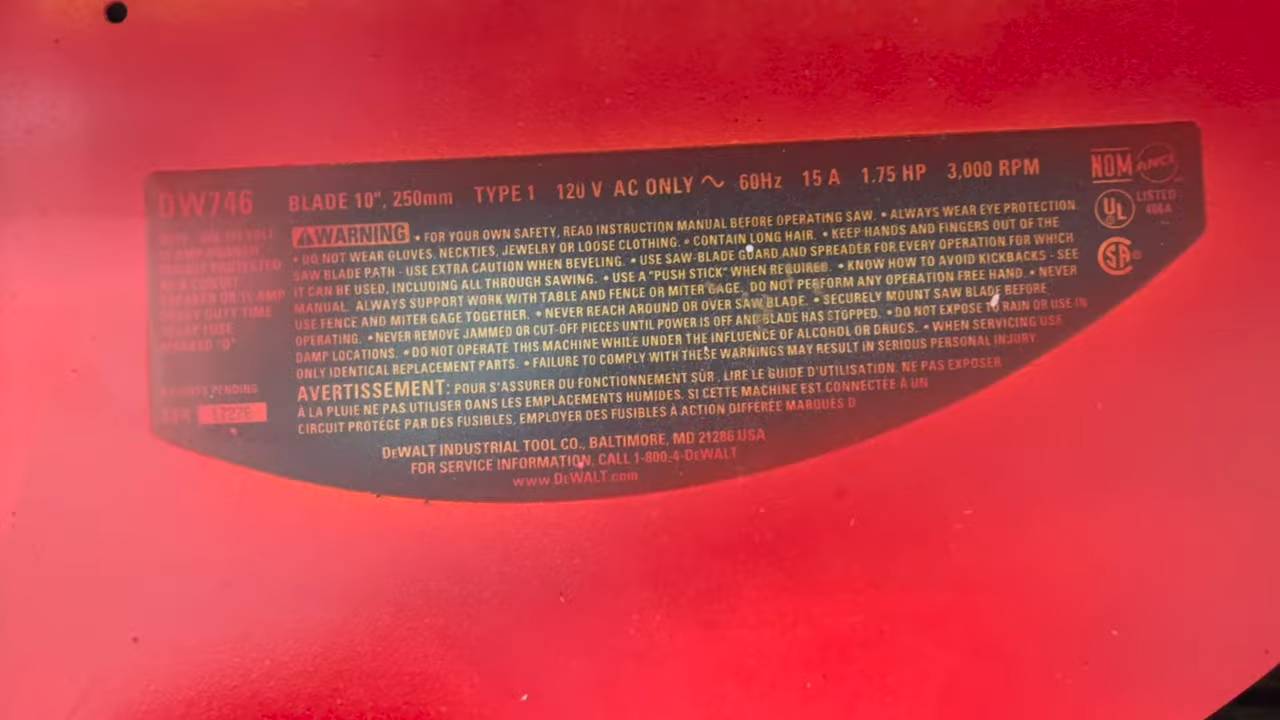 DW746 BLADE 10", 250mm TYPE 1 120 V AC ONLY ~ 60Hz 15 A 1.75 HP 3,000 RPM
NOM ANCE
UL LISTED
SA
⚠WARNING • FOR YOUR OWN SAFETY, READ INSTRUCTION MANUAL BEFORE OPERATING SAW. • ALWAYS WEAR EYE PROTECTION.
• DO NOT WEAR GLOVES, NECKTIES, JEWELRY OR LOOSE CLOTHING. • CONTAIN LONG HAIR. • KEEP HANDS AND FINGERS OUT OF THE
SAW BLADE PATH - USE EXTRA CAUTION WHEN BEVELING. • USE SAW-BLADE GUARD AND SPREADER FOR EVERY OPERATION FOR WHICH
IT CAN BE USED, INCLUDING ALL THROUGH SAWING. • USE A "PUSH STICK" WHEN REQUIRED. • KNOW HOW TO AVOID KICKBACKS - SEE
MANUAL. ALWAYS SUPPORT WORK WITH TABLE AND FENCE OR MITER GAGE. DO NOT PERFORM ANY OPERATION FREE HAND. • NEVER
USE FENCE AND MITER GAGE TOGETHER. • NEVER REACH AROUND OR OVER SAW BLADE. • SECURELY MOUNT SAW BLADE BEFORE
OPERATING. • NEVER REMOVE JAMMED OR CUT-OFF PIECES UNTIL POWER IS OFF AND BLADE HAS STOPPED. • DO NOT EXPOSE TO RAIN OR USE IN
DAMP LOCATIONS. • DO NOT OPERATE THIS MACHINE WHILE UNDER THE INFLUENCE OF ALCOHOL OR DRUGS. • WHEN SERVICING USE
ONLY IDENTICAL REPLACEMENT PARTS. • FAILURE TO COMPLY WITH THESE WARNINGS MAY RESULT IN SERIOUS PERSONAL INJURY
AVERTISSEMENT: POUR S'ASSURER DU FONCTIONNEMENT SÛR, LIRE LE GUIDE D'UTILISATION. NE PAS EXPOSER
À LA PLUIE NE PAS UTILISER DANS LES EMPLACEMENTS HUMIDES. SI CETTE MACHINE EST CONNECTÉE À UN
CIRCUIT PROTÉGÉ PAR DES FUSIBLES, EMPLOYER DES FUSIBLES À ACTION DIFFÉRÉE MARQUES D
PATENTS PENDING
DEWALT INDUSTRIAL TOOL CO., BALTIMORE, MD 21286 USA
FOR SERVICE INFORMATION, CALL 1-800-4-DEWALT
www.DEWALT.com